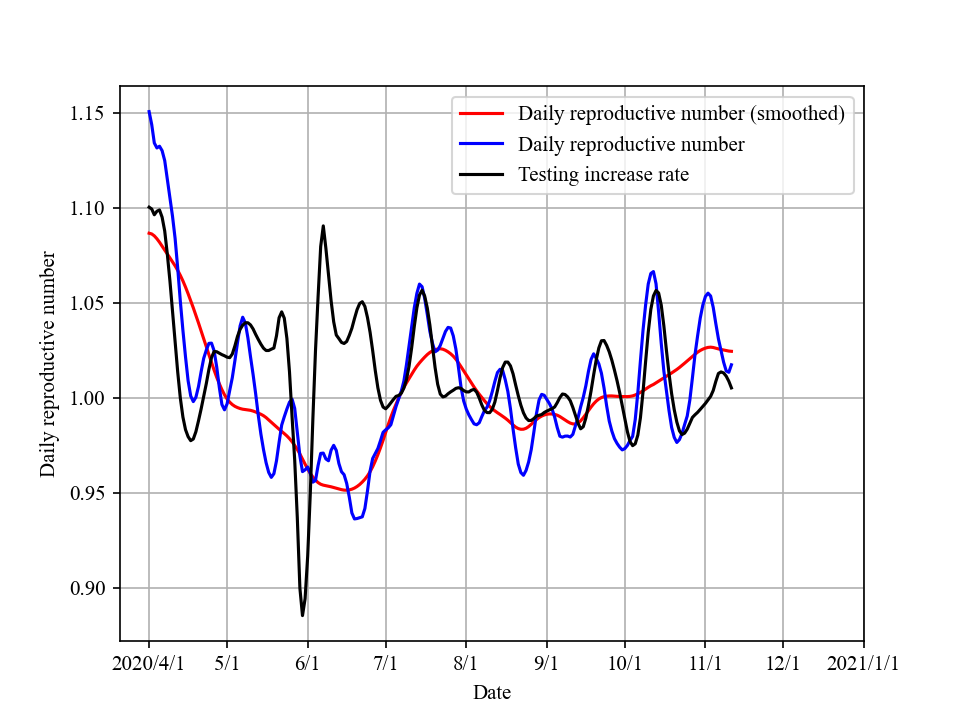 Daily reproductive number (smoothed)
Daily reproductive number
Testing increase rate
1.15
1.10
1.05
1.00
0.95
0.90
Daily reproductive number
2020/4/1 5/1 6/1 7/1 8/1 9/1 10/1 11/1 12/1 2021/1/1
Date